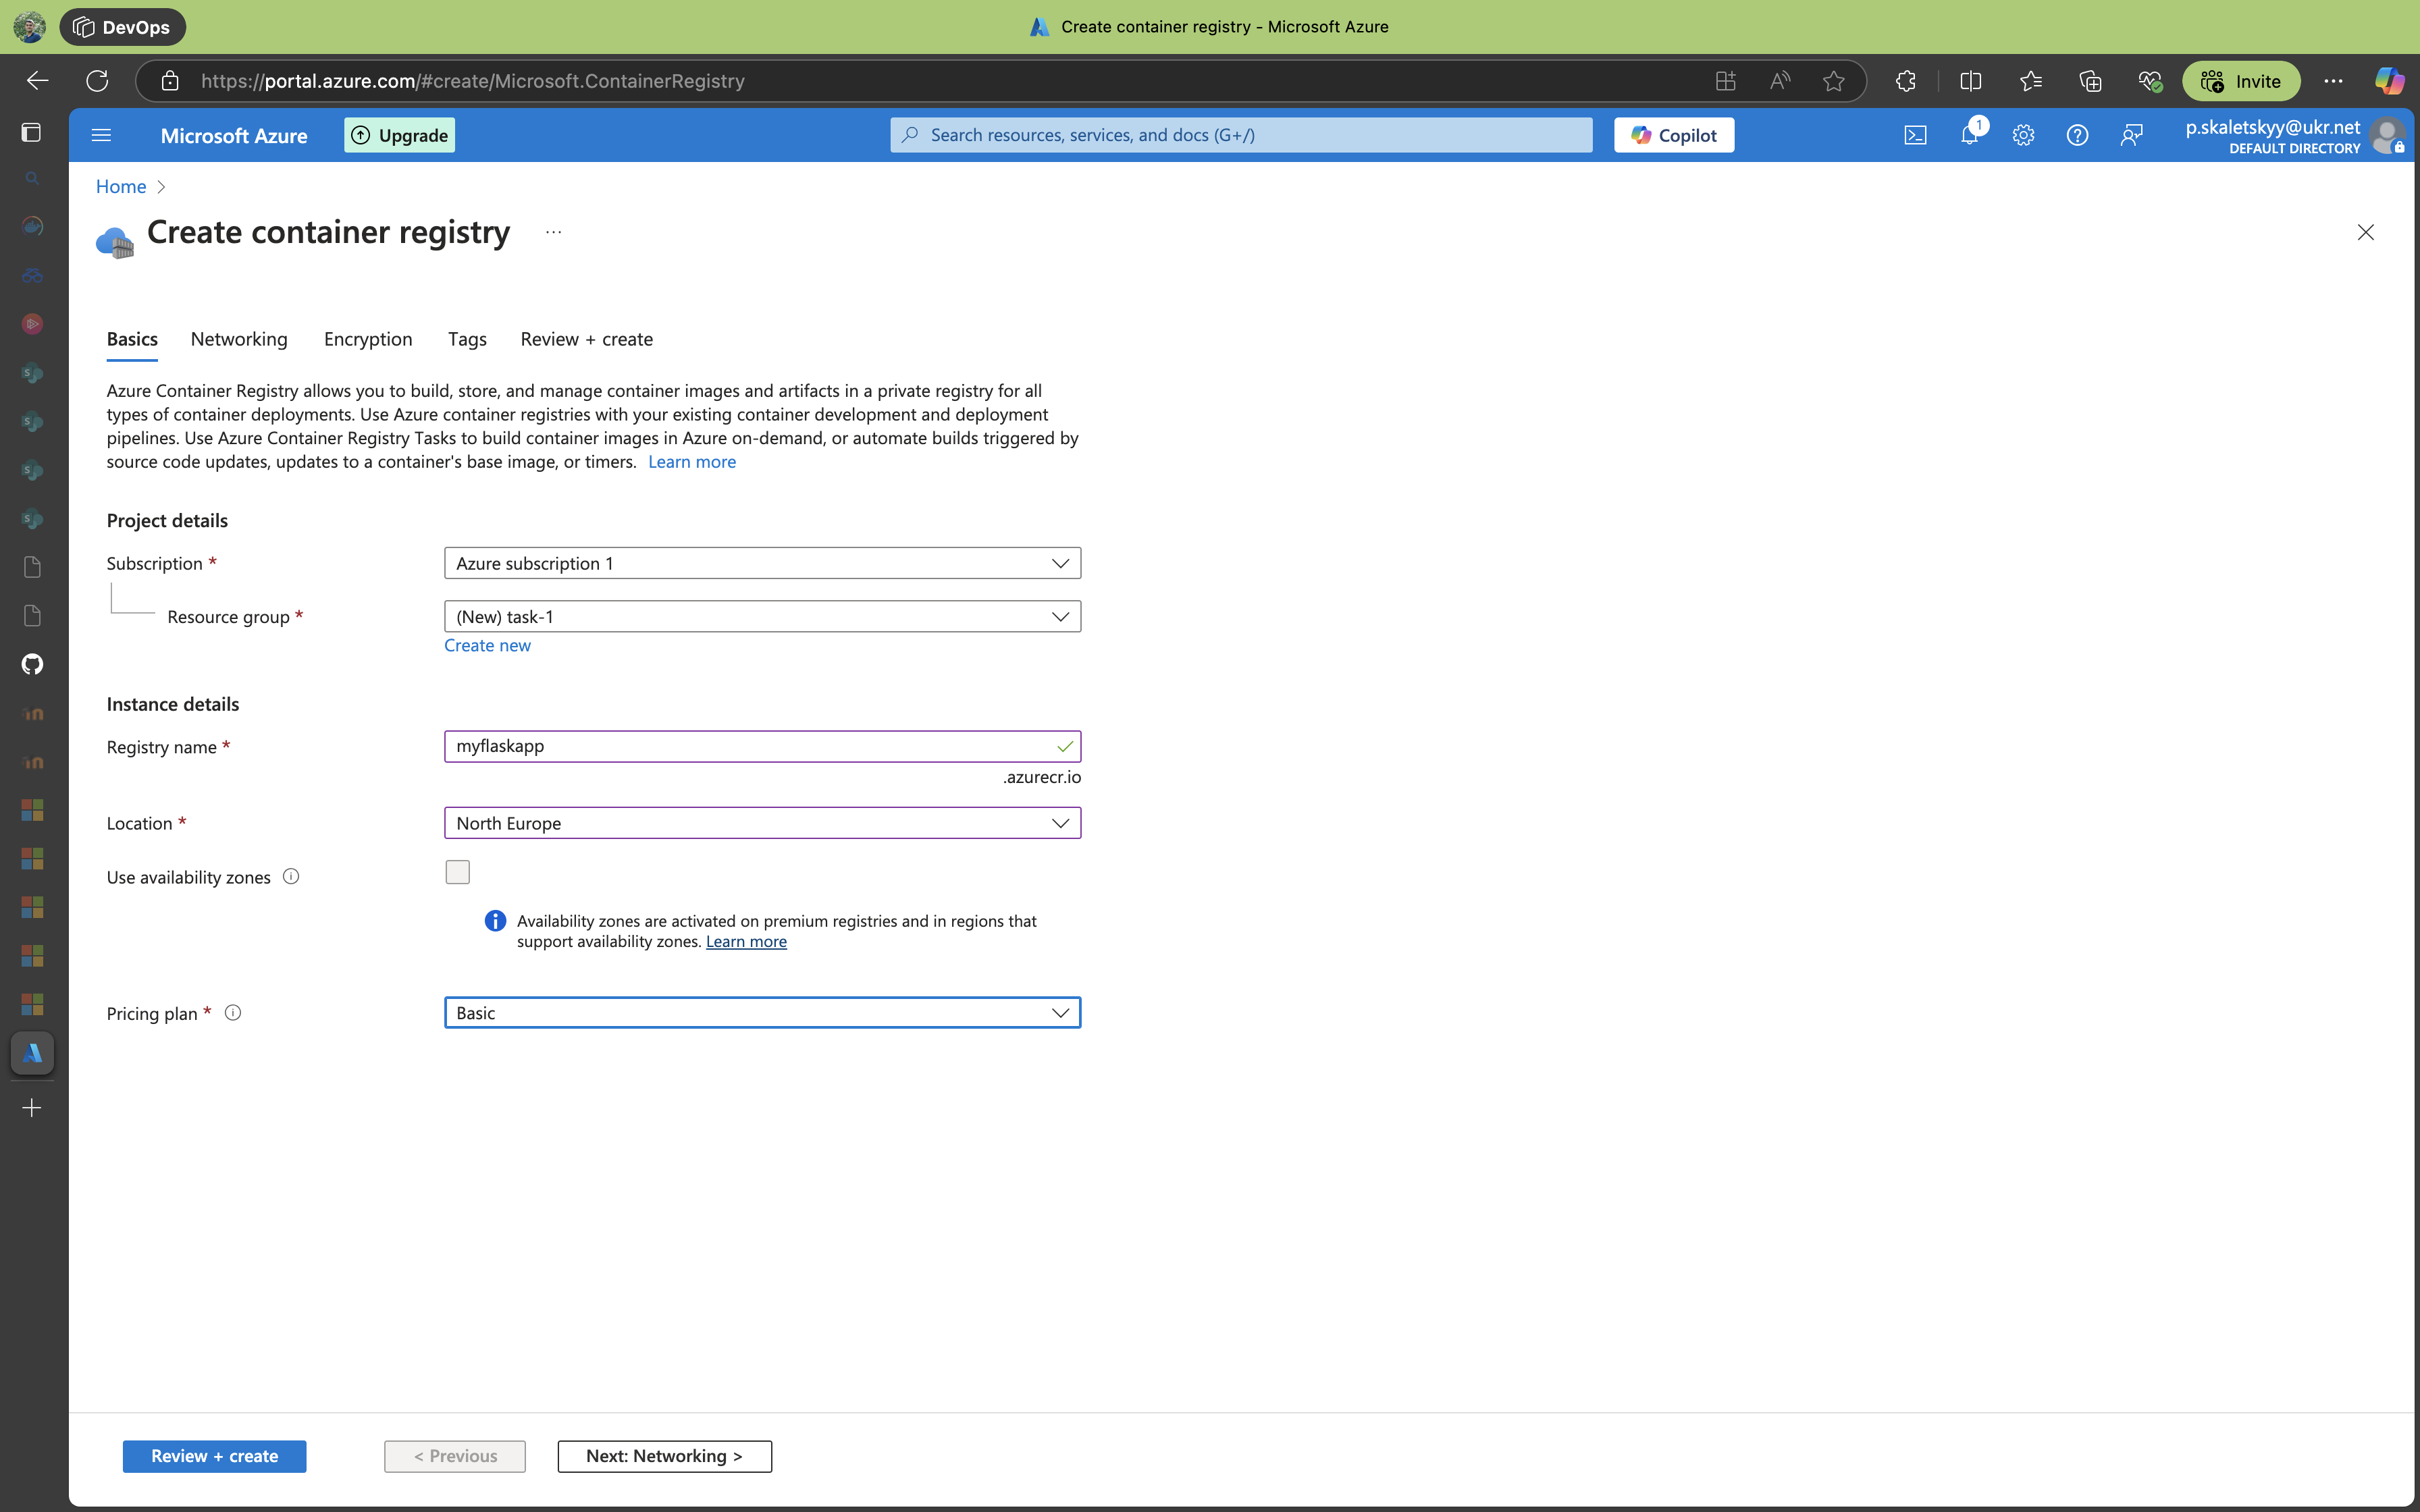 DevOps
Create container registry - Microsoft Azure
https://portal.azure.com/#create/Microsoft.ContainerRegistry
Invite
Microsoft Azure
Upgrade
Search resources, services, and docs (G+/)
Copilot
1
p.skaletskyy@ukr.net
DEFAULT DIRECTORY
Home
Create container registry
Basics
Networking
Encryption
Tags
Review + create
Azure Container Registry allows you to build, store, and manage container images and artifacts in a private registry for all
types of container deployments. Use Azure container registries with your existing container development and deployment
pipelines. Use Azure Container Registry Tasks to build container images in Azure on-demand, or automate builds triggered by
source code updates, updates to a container's base image, or timers. Learn more
Project details
Subscription *
Azure subscription 1
Resource group *
(New) task-1
Create new
Instance details
Registry name *
myflaskapp
.azurecr.io
Location *
North Europe
Use availability zones
Availability zones are activated on premium registries and in regions that
support availability zones. Learn more
Pricing plan *
Basic
Review + create
< Previous
Next: Networking >